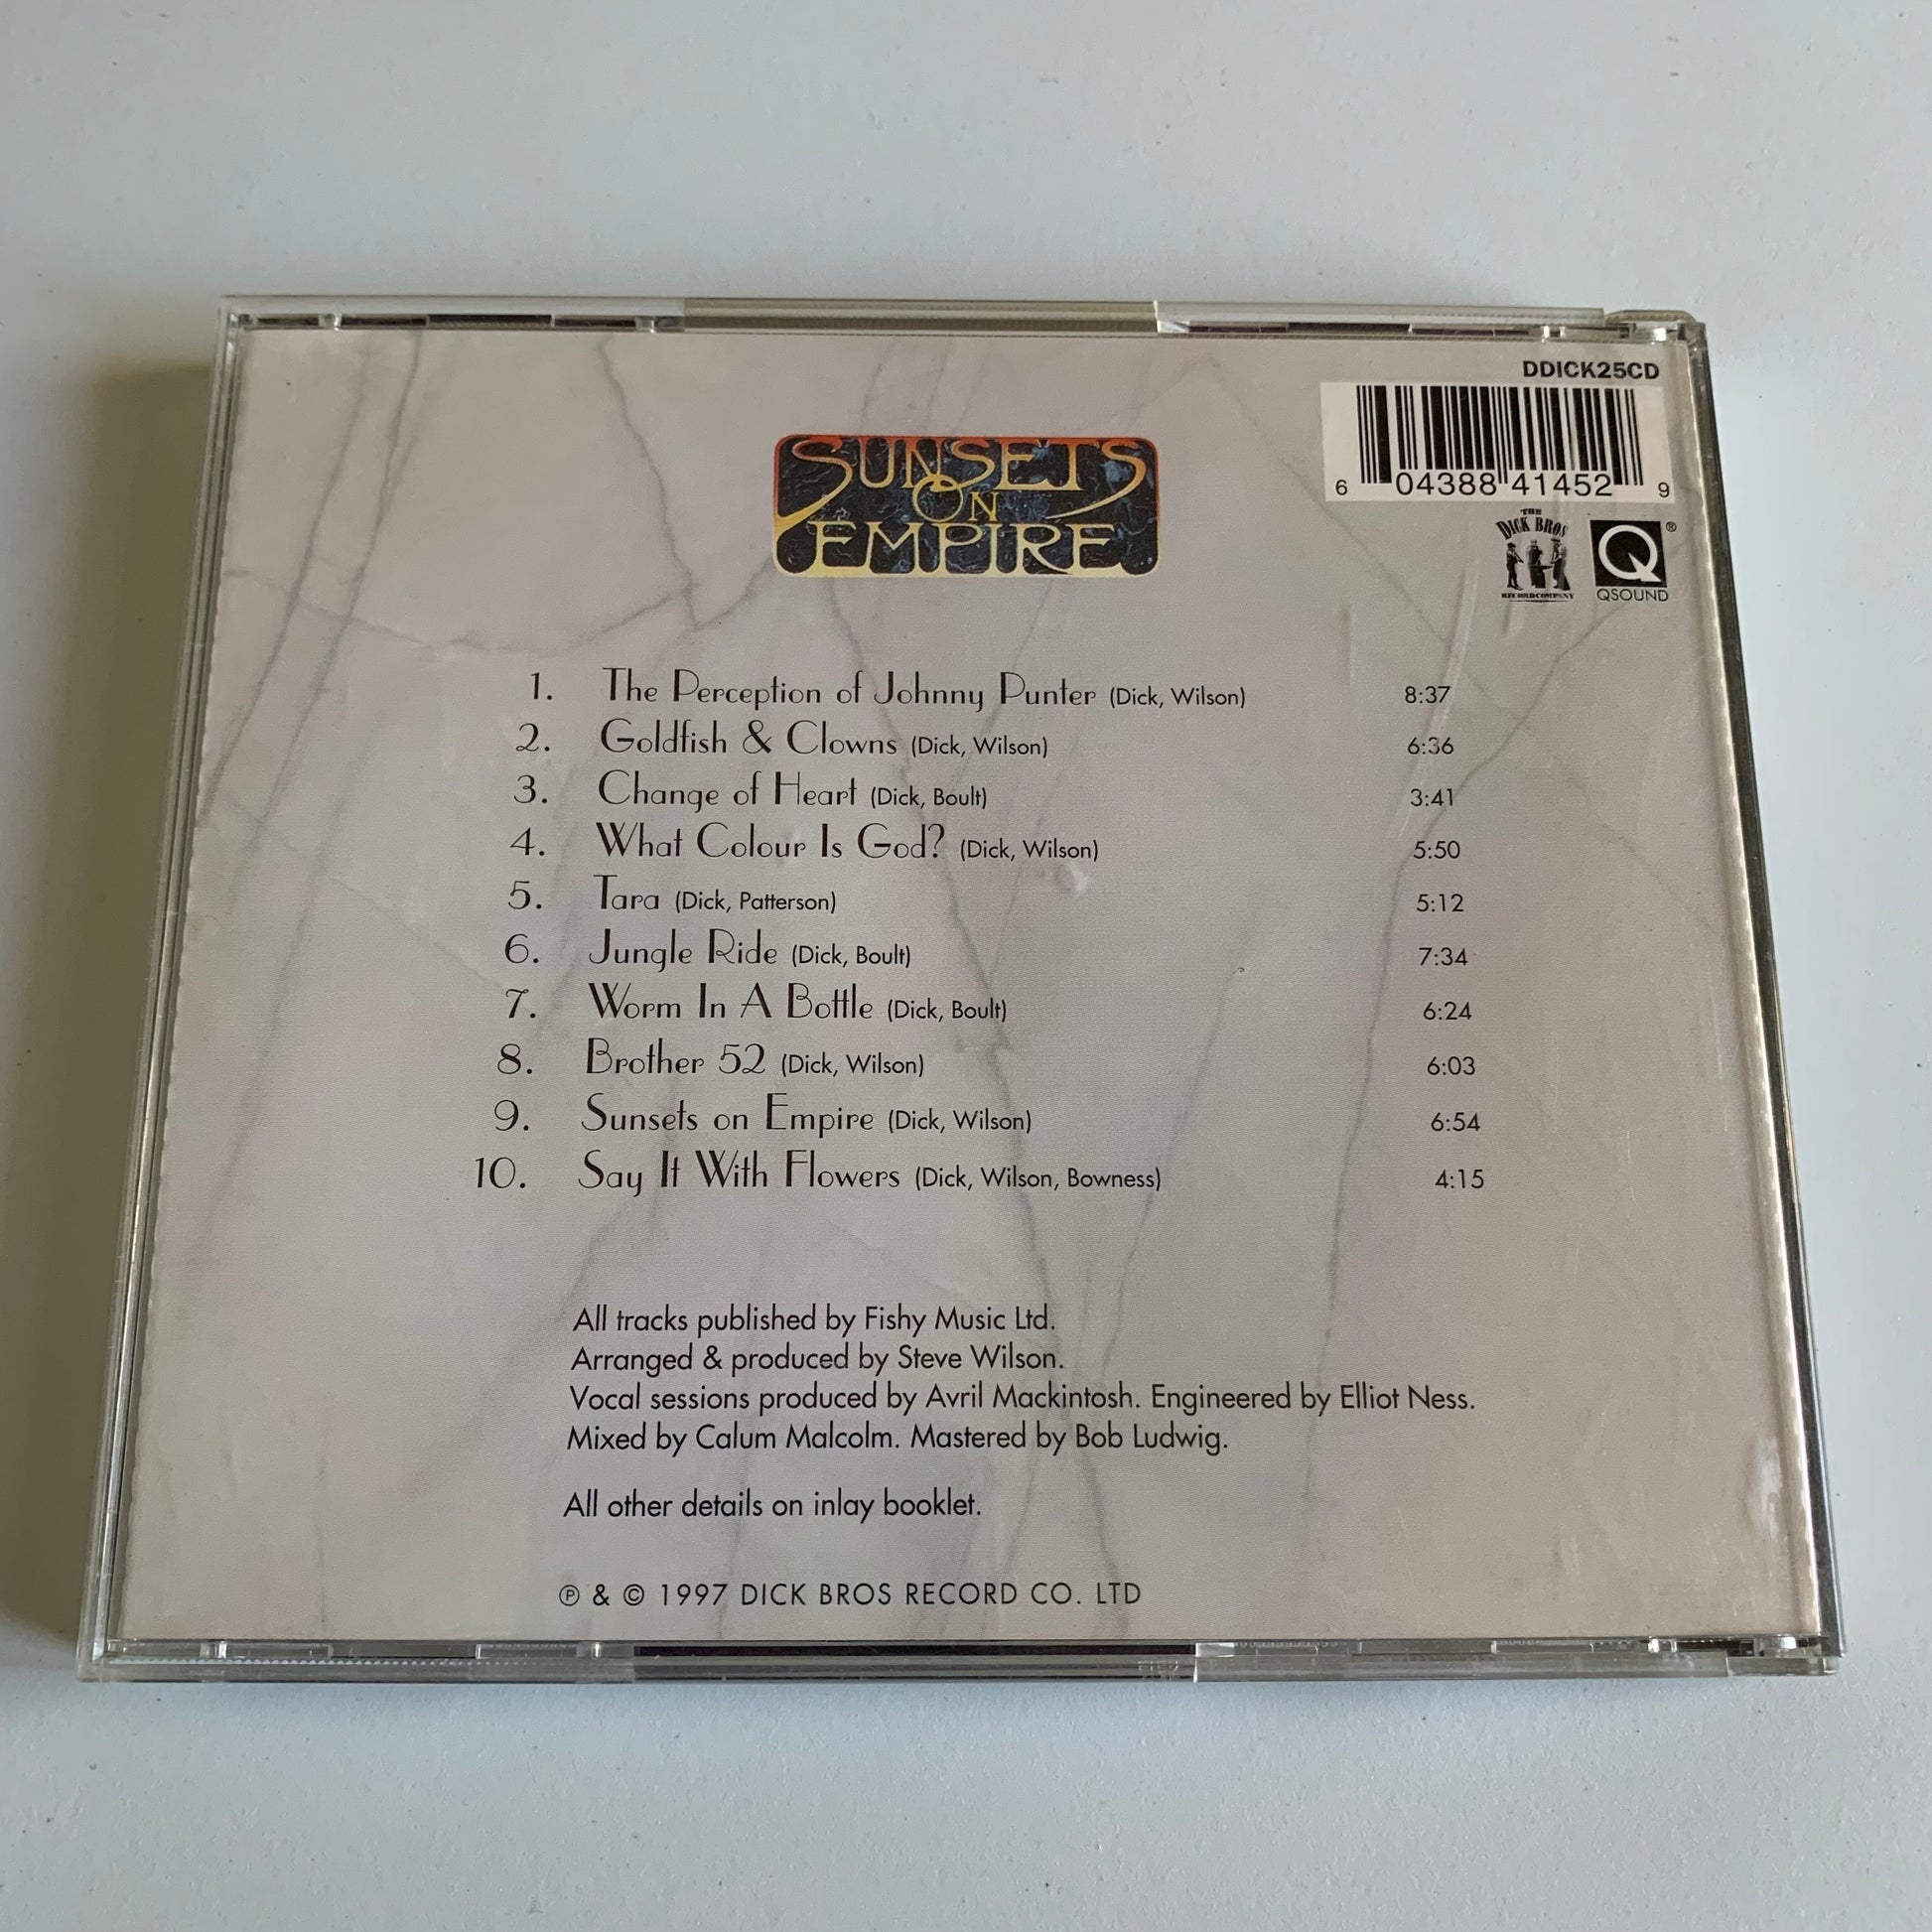 DDICK25CD
6 04388 41452 9
SUNSETS
ON
EMPIRE
THE
DICK BROS
RECORD COMPANY
Q ®
QSOUND
1. The Perception of Johnny Punter (Dick, Wilson) 8:37
2. Goldfish & Clowns (Dick, Wilson) 6:36
3. Change of Heart (Dick, Boult) 3:41
4. What Colour Is God? (Dick, Wilson) 5:50
5. Tara (Dick, Patterson) 5:12
6. Jungle Ride (Dick, Boult) 7:34
7. Worm In A Bottle (Dick, Boult) 6:24
8. Brother 52 (Dick, Wilson) 6:03
9. Sunsets on Empire (Dick, Wilson) 6:54
10. Say It With Flowers (Dick, Wilson, Bowness) 4:15
All tracks published by Fishy Music Ltd.
Arranged & produced by Steve Wilson.
Vocal sessions produced by Avril Mackintosh. Engineered by Elliot Ness.
Mixed by Calum Malcolm. Mastered by Bob Ludwig.
All other details on inlay booklet.
℗ & © 1997 DICK BROS RECORD CO. LTD